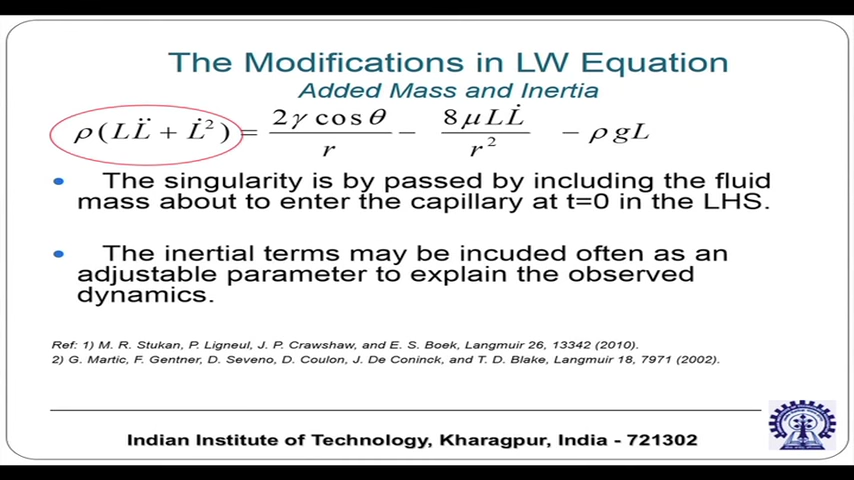 The Modifications in LW Equation
Added Mass and Inertia
ρ(LL̈ + L̇²) = 2γ cos θ / r − 8μLL̇ / r² − ρgL
• The singularity is by passed by including the fluid
mass about to enter the capillary at t=0 in the LHS.
• The inertial terms may be incuded often as an
adjustable parameter to explain the observed
dynamics.
Ref: 1) M. R. Stukan, P. Ligneul, J. P. Crawshaw, and E. S. Boek, Langmuir 26, 13342 (2010).
2) G. Martic, F. Gentner, D. Seveno, D. Coulon, J. De Coninck, and T. D. Blake, Langmuir 18, 7971 (2002).
Indian Institute of Technology, Kharagpur, India - 721302